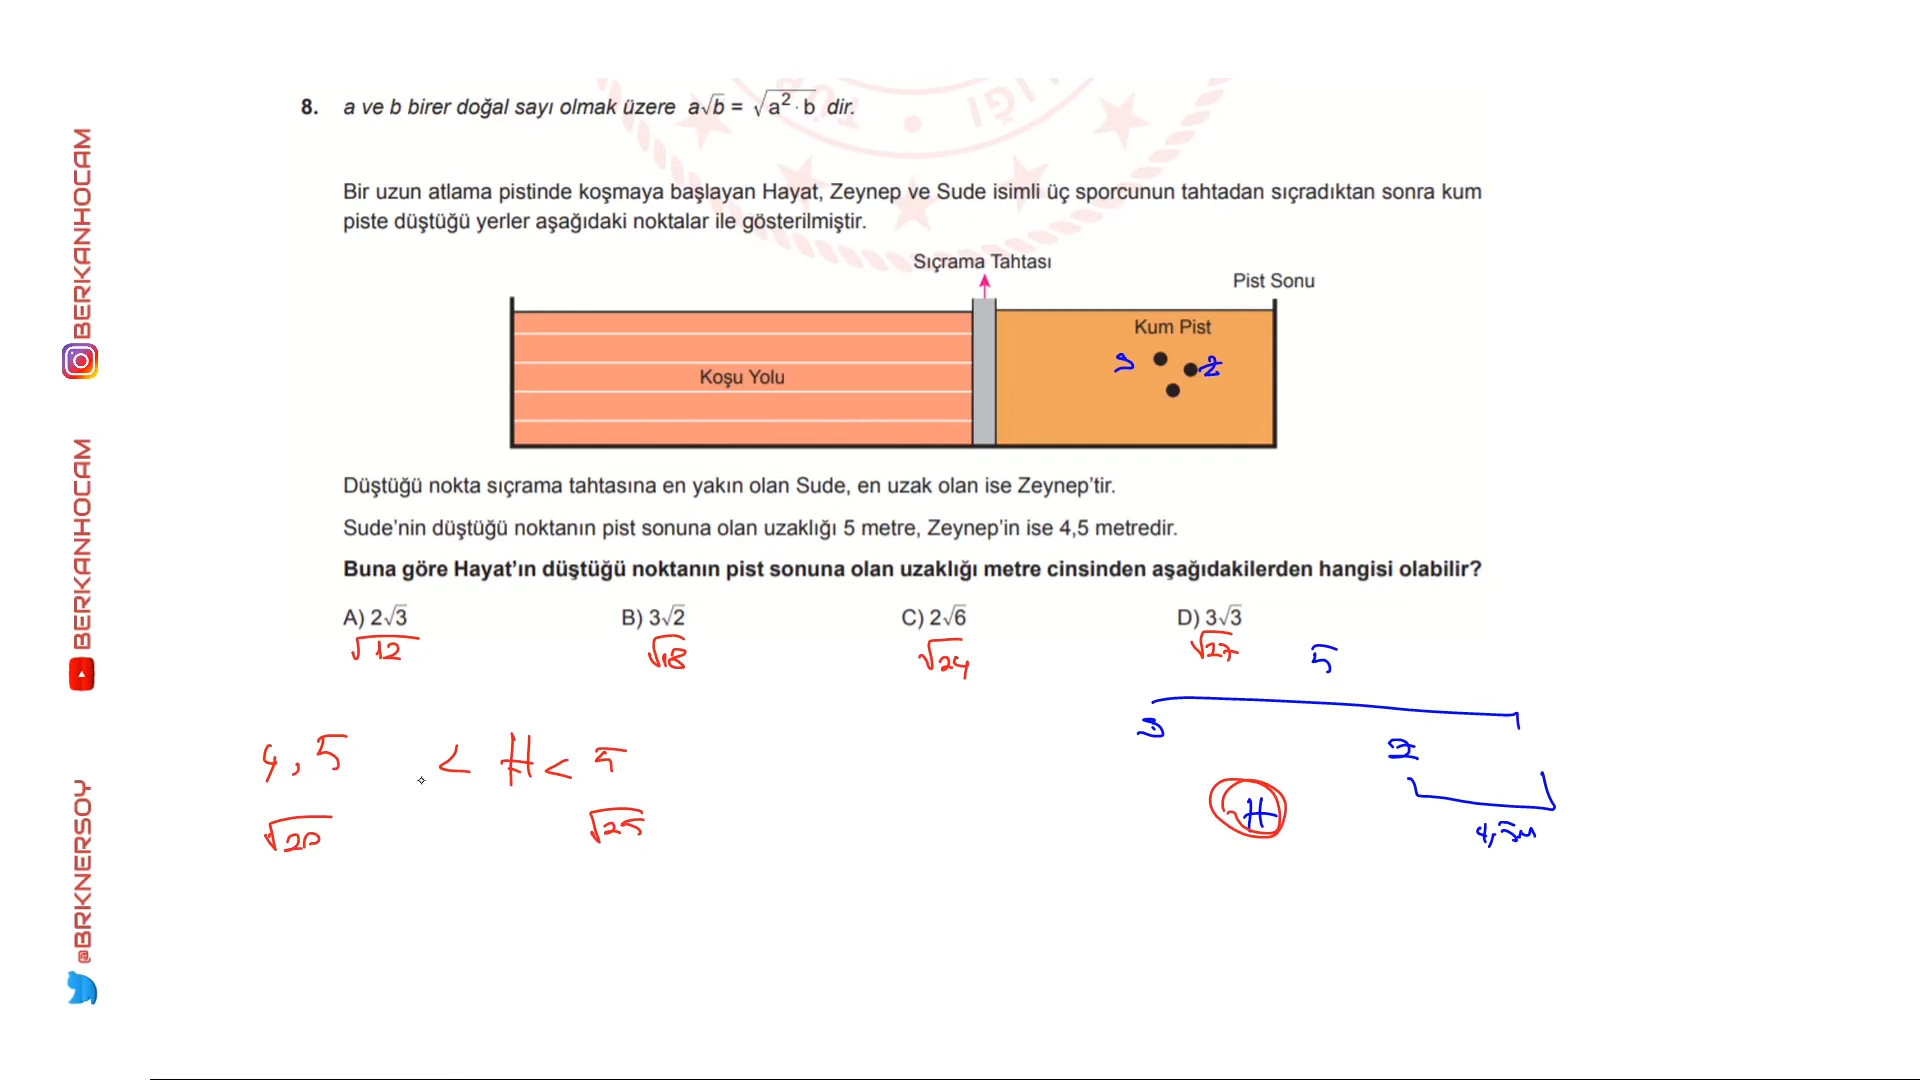 BERKANHOCAM
BERKANHOCAM
@BRKNERSOY
8. a ve b birer doğal sayı olmak üzere a√b = √a² · b dir.
Bir uzun atlama pistinde koşmaya başlayan Hayat, Zeynep ve Sude isimli üç sporcunun tahtadan sıçradıktan sonra kum
piste düştüğü yerler aşağıdaki noktalar ile gösterilmiştir.
Sıçrama Tahtası
Pist Sonu
Kum Pist
S
Z
Koşu Yolu
Düştüğü nokta sıçrama tahtasına en yakın olan Sude, en uzak olan ise Zeynep’tir.
Sude’nin düştüğü noktanın pist sonuna olan uzaklığı 5 metre, Zeynep’in ise 4,5 metredir.
Buna göre Hayat’ın düştüğü noktanın pist sonuna olan uzaklığı metre cinsinden aşağıdakilerden hangisi olabilir?
A) 2√3 B) 3√2 C) 2√6 D) 3√3
√12 √18 √24 √27
5
S
Z
4,5 < H < 5
H
4,5m
√20 √25